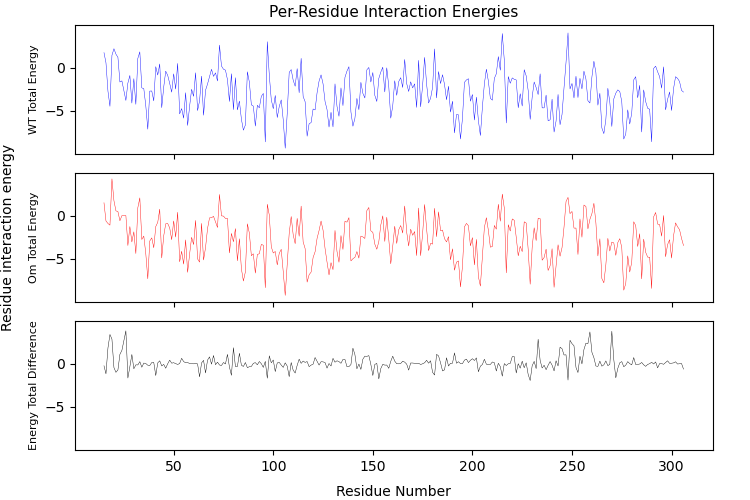 Per-Residue Interaction Energies
Residue interaction energy
WT Total Energy
0
−5
Om Total Energy
0
−5
Energy Total Difference
0
−5
50 100 150 200 250 300
Residue Number